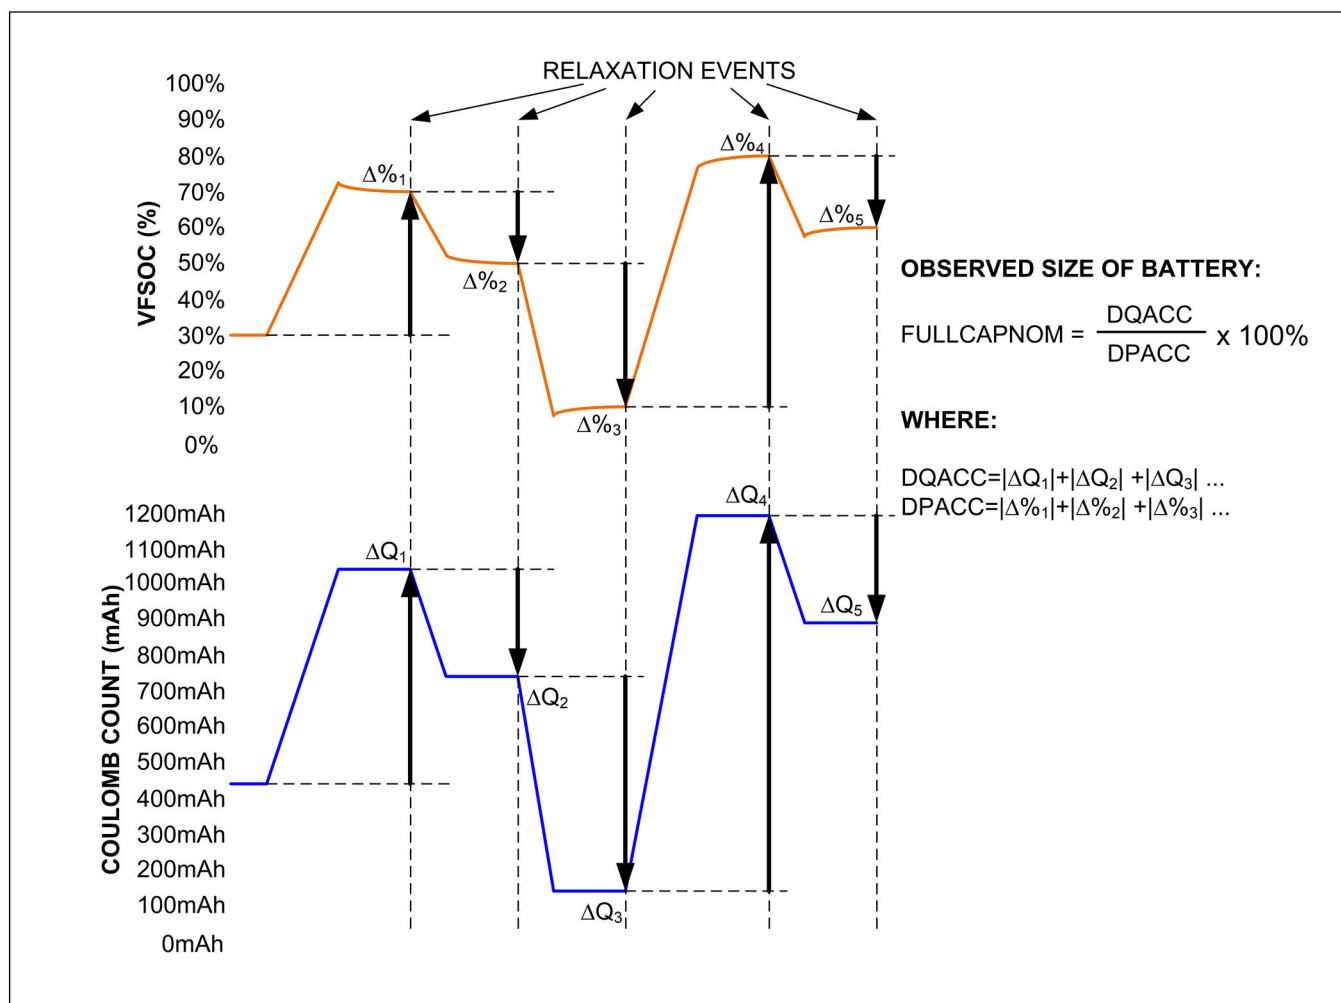 RELAXATION EVENTS
100%
90%
80%
70%
60%
50%
40%
30%
20%
10%
0%
VFSOC (%)
Δ%₁
Δ%₂
Δ%₃
Δ%₄
Δ%₅
OBSERVED SIZE OF BATTERY:
FULLCAPNOM = DQACC / DPACC x 100%
WHERE:
DQACC=|ΔQ₁|+|ΔQ₂| +|ΔQ₃| ...
DPACC=|Δ%₁|+|Δ%₂| +|Δ%₃| ...
1200mAh
1100mAh
1000mAh
900mAh
800mAh
700mAh
600mAh
500mAh
400mAh
300mAh
200mAh
100mAh
0mAh
COULOMB COUNT (mAh)
ΔQ₁
ΔQ₂
ΔQ₃
ΔQ₄
ΔQ₅